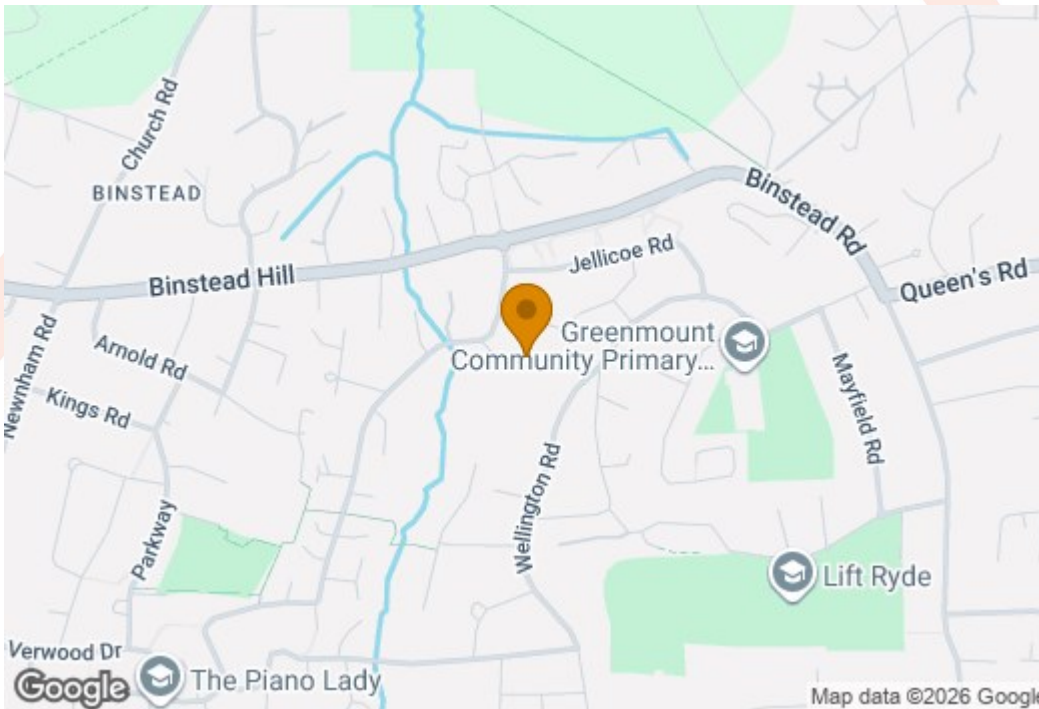 Church Rd
BINSTEAD
Binstead Rd
Jellicoe Rd
Binstead Hill
Queen's Rd
Newnham Rd
Arnold Rd
Greenmount
Community Primary...
Kings Rd
Mayfield Rd
Wellington Rd
Parkway
Lift Ryde
Verwood Dr
The Piano Lady
Google
Map data ©2026 Google